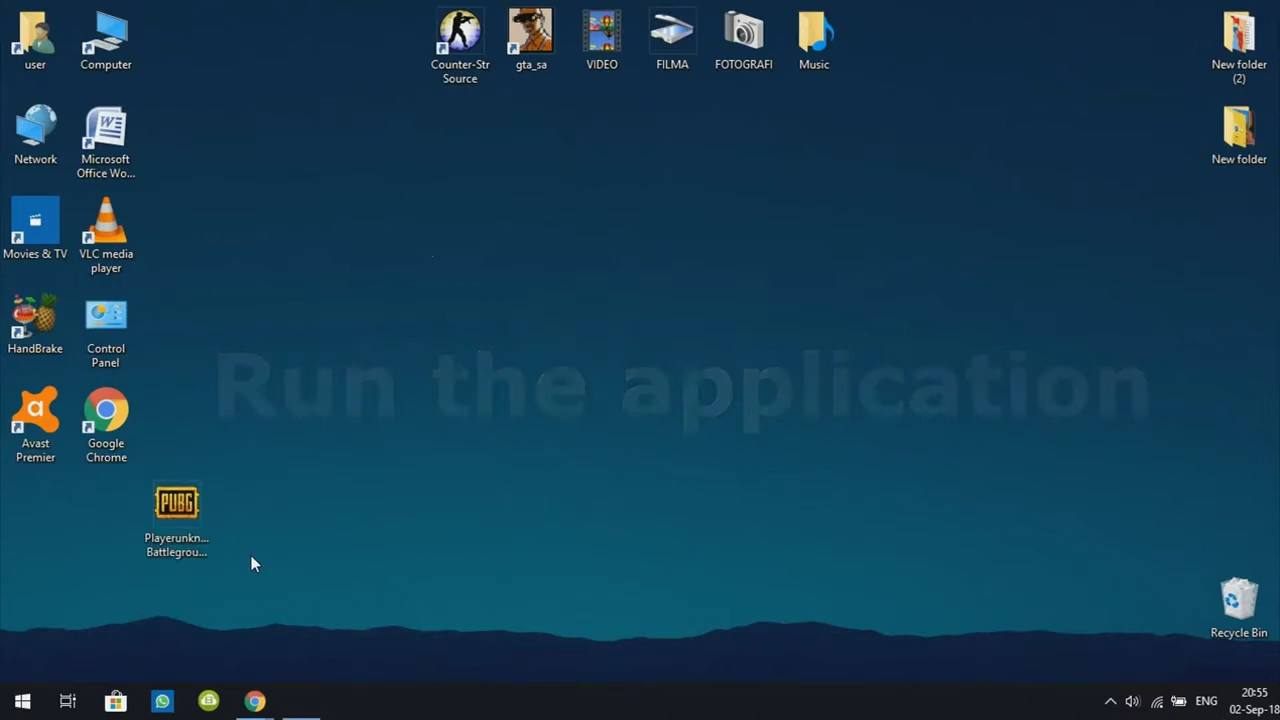 user
Computer
Counter-Str
Source
gta_sa
VIDEO
FILMA
FOTOGRAFI
Music
New folder
(2)
Network
Microsoft
Office Wo...
New folder
Movies & TV
VLC media
player
HandBrake
Control
Panel
Run the application
Avast
Premier
Google
Chrome
PUBG
Playerunkn...
Battlegrou...
Recycle Bin
ENG
20:55
02-Sep-18